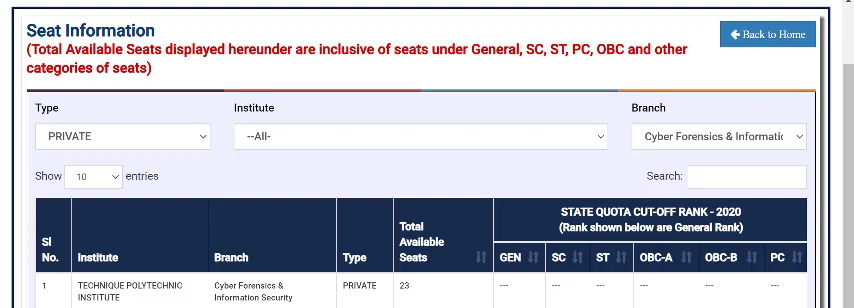 Seat Information
Back to Home
(Total Available Seats displayed hereunder are inclusive of seats under General, SC, ST, PC, OBC and other
categories of seats)
Type Institute Branch
PRIVATE --All- Cyber Forensics & Informatic
Show 10 entries Search:
STATE QUOTA CUT-OFF RANK - 2020
(Rank shown below are General Rank)
Sl No. Institute Branch Type Total Available Seats GEN SC ST OBC-A OBC-B PC
1 TECHNIQUE POLYTECHNIC Cyber Forensics & PRIVATE 23 --- --- --- --- --- ---
INSTITUTE Information Security